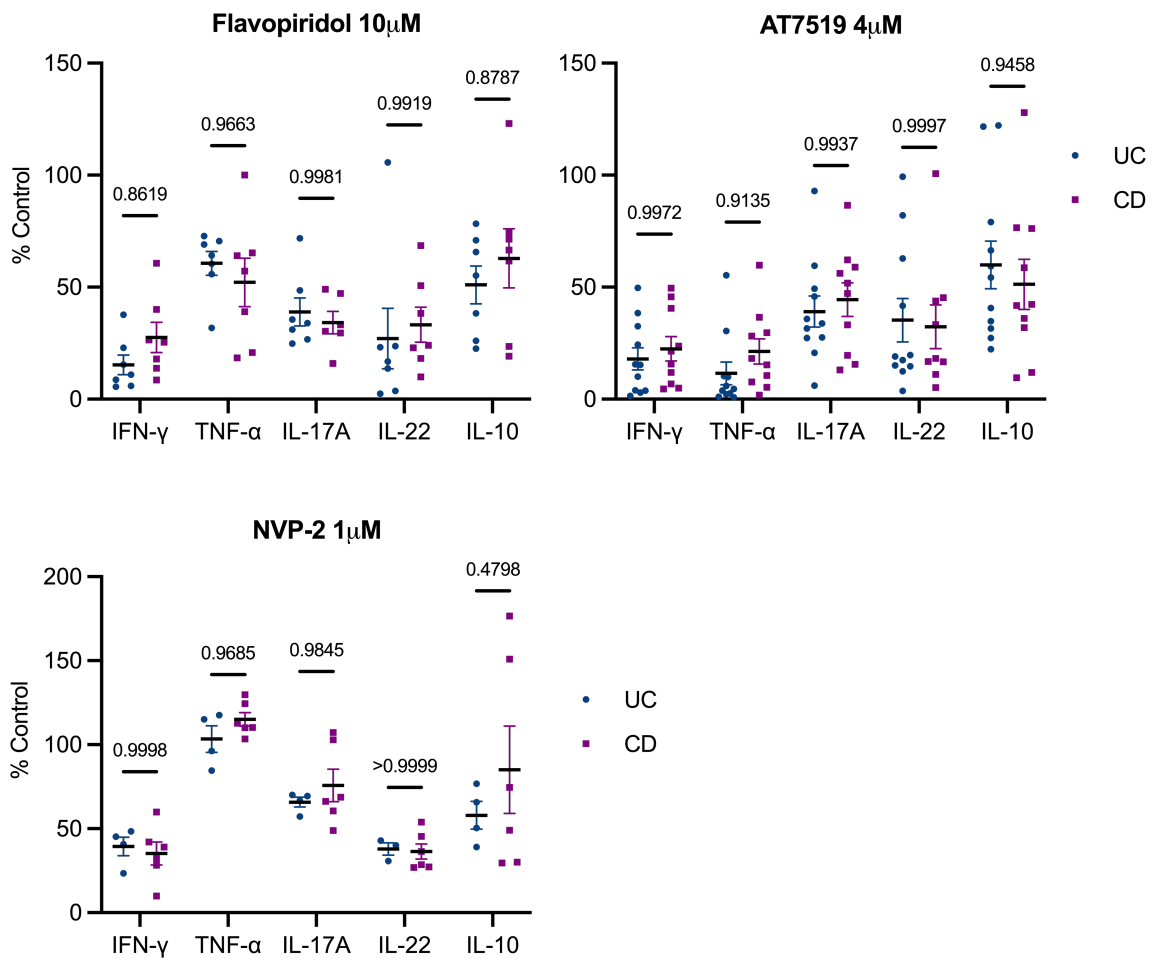 Flavopiridol 10μM
% Control
150
100
50
0
0.8619
0.9663
0.9981
0.9919
0.8787
IFN-γ TNF-α IL-17A IL-22 IL-10
AT7519 4μM
150
100
50
0
0.9972
0.9135
0.9937
0.9997
0.9458
IFN-γ TNF-α IL-17A IL-22 IL-10
UC
CD
NVP-2 1μM
% Control
200
150
100
50
0
0.9998
0.9685
0.9845
>0.9999
0.4798
IFN-γ TNF-α IL-17A IL-22 IL-10
UC
CD